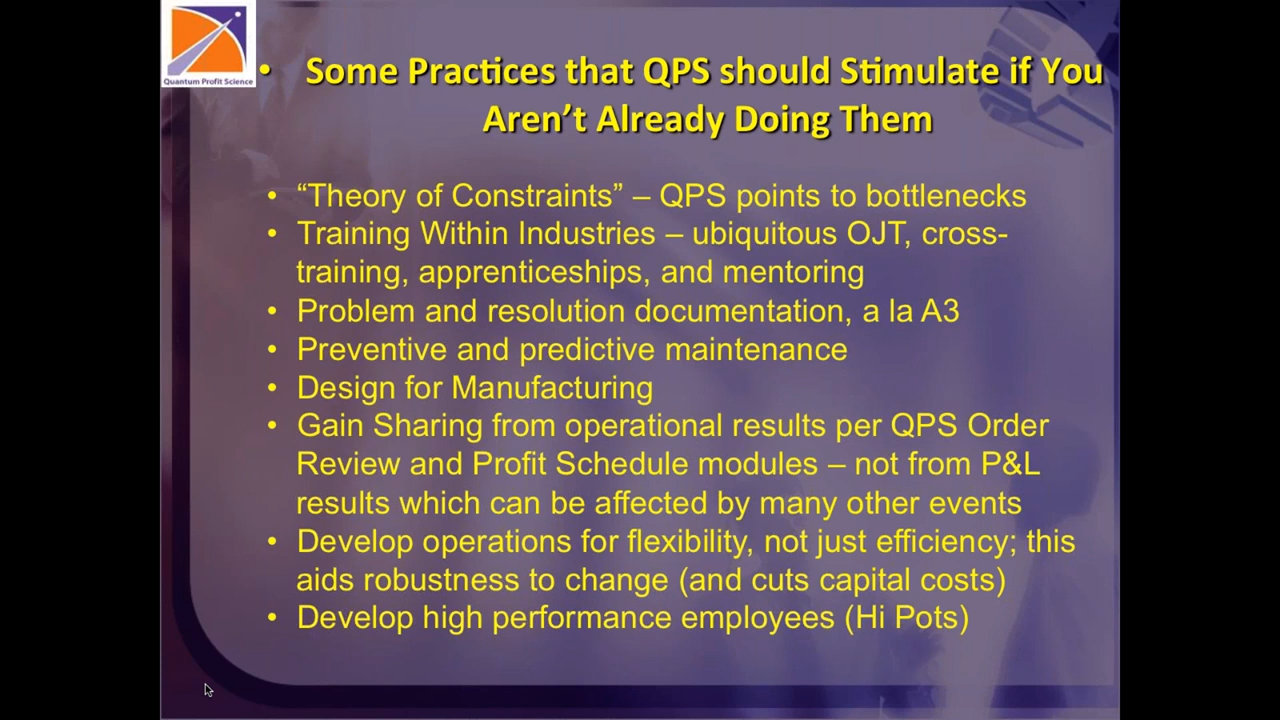 Quantum Profit Science
• Some Practices that QPS should Stimulate if You
Aren’t Already Doing Them
• “Theory of Constraints” – QPS points to bottlenecks
• Training Within Industries – ubiquitous OJT, cross-
training, apprenticeships, and mentoring
• Problem and resolution documentation, a la A3
• Preventive and predictive maintenance
• Design for Manufacturing
• Gain Sharing from operational results per QPS Order
Review and Profit Schedule modules – not from P&L
results which can be affected by many other events
• Develop operations for flexibility, not just efficiency; this
aids robustness to change (and cuts capital costs)
• Develop high performance employees (Hi Pots)